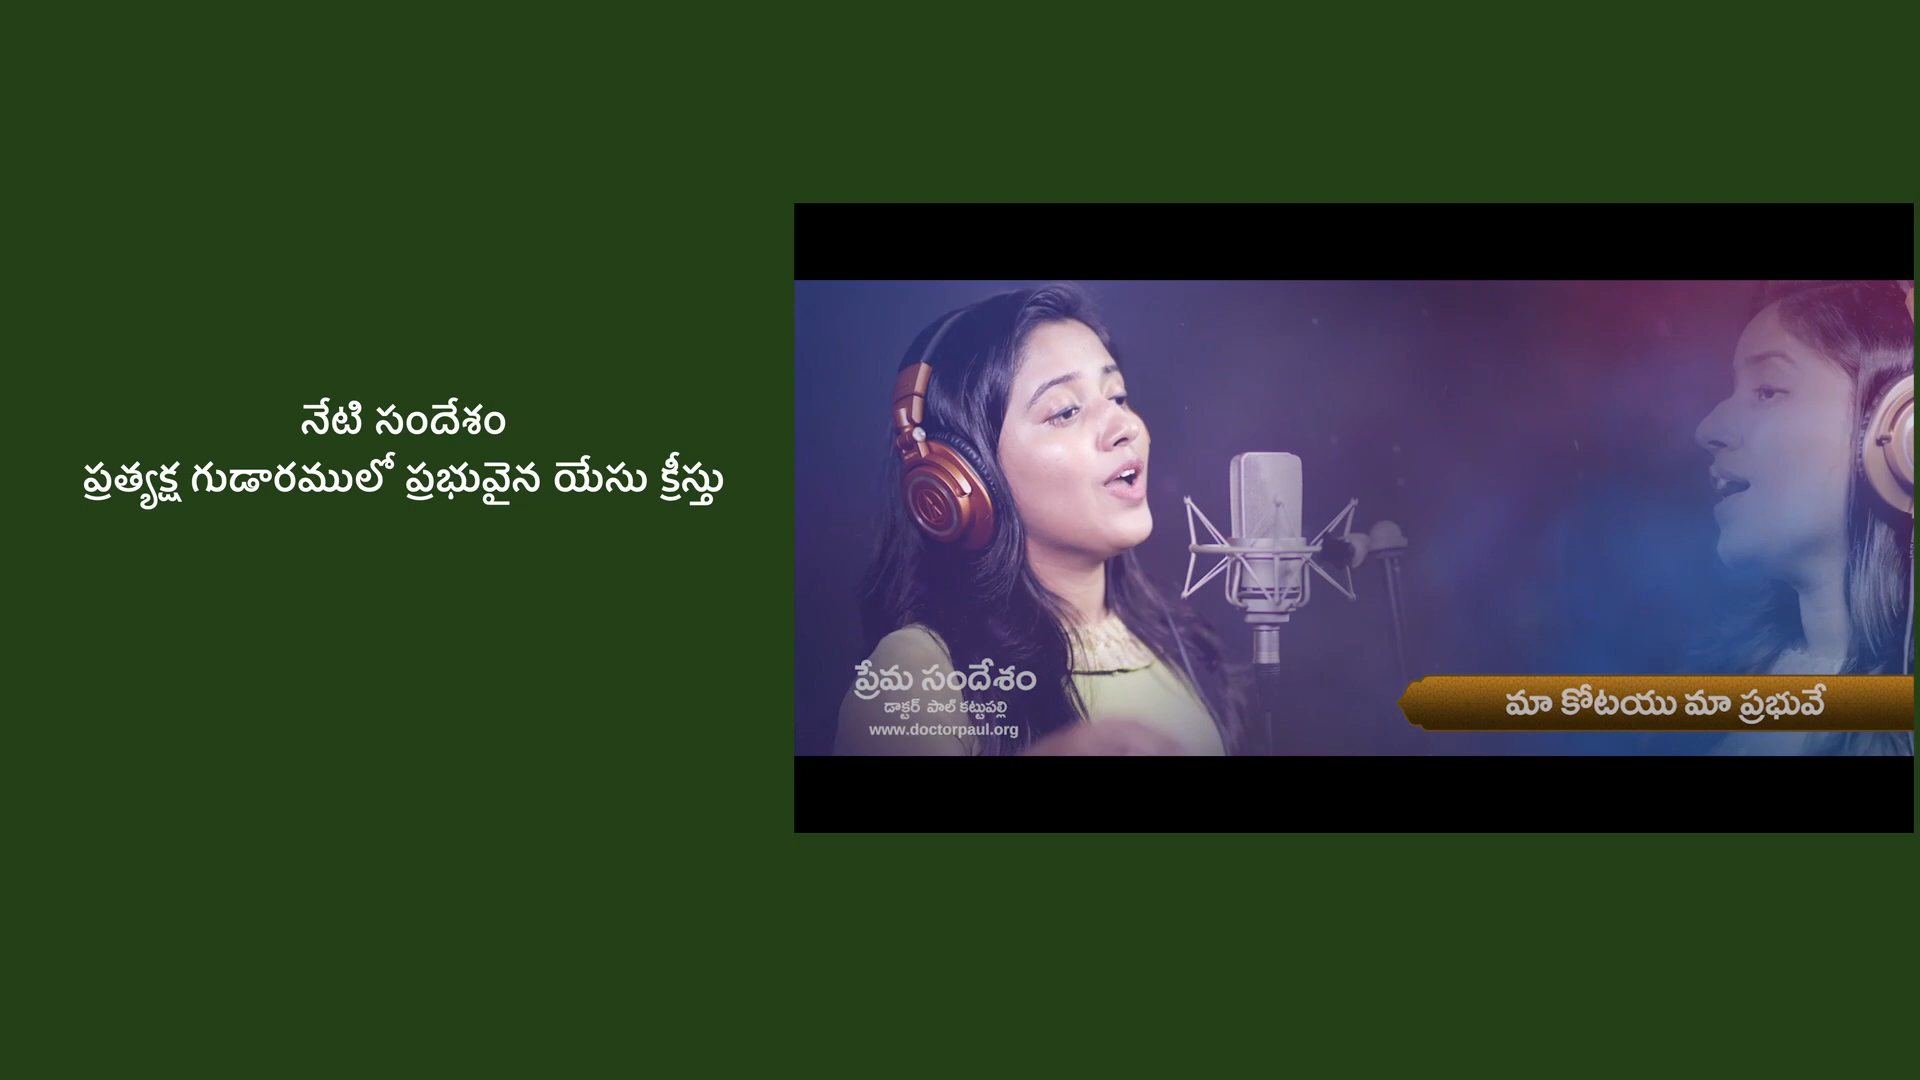 నేటి సందేశం
ప్రత్యక్ష గుడారములో ప్రభువైన యేసు క్రీస్తు
ప్రేమ సందేశం
డాక్టర్ పాల్ కట్టుపల్లి
www.doctorpaul.org
మా కోటయు మా ప్రభువే